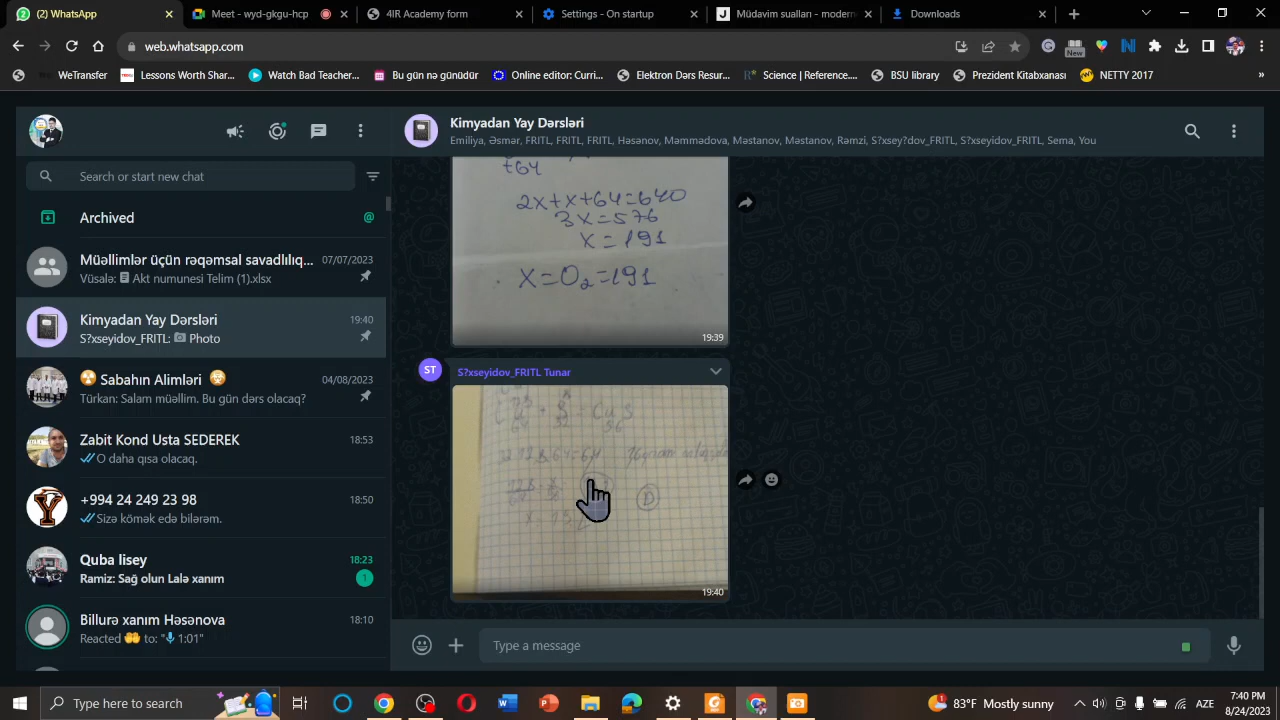 (2) WhatsApp
Meet - wyd-gkgu-hcp
4IR Academy form
Settings - On startup
Müdavim sualları - modern
Downloads
web.whatsapp.com
New
WeTransfer
Lessons Worth Shar...
Watch Bad Teacher...
Bu gün nə günüdür
Online editor: Curri...
Elektron Dərs Resur...
Science | Reference....
BSU library
Prezident Kitabxanası
NETTY 2017
»
Search or start new chat
Archived
@
Müəllimlər üçün rəqəmsal savadlılıq...
07/07/2023
Vüsalə: Akt numunesi Telim (1).xlsx
Kimyadan Yay Dərsləri
19:40
S?xseyidov_FRITL: Photo
Sabahın Alimləri
04/08/2023
Türkan: Salam müəllim. Bu gün dərs olacaq?
Zabit Kond Usta SEDEREK
18:53
O daha qısa olacaq.
+994 24 249 23 98
18:50
Sizə kömək edə bilərəm.
Quba lisey
18:23
Ramiz: Sağ olun Lalə xanım
1
Billurə xanım Həsənova
18:10
Reacted 🤲 to: "1:01"
Kimyadan Yay Dərsləri
Emiliya, Əsmər, FRITL, FRITL, FRITL, Həsənov, Məmmədova, Məstanov, Məstanov, Rəmzi, S?xsey?dov_FRITL, S?xseyidov_FRITL, Sema, You
+64
2x+x+64=640
3x=576
x=191
x=O₂=191
19:39
ST
S?xseyidov_FRITL Tunar
D
19:40
Type a message
Type here to search
83°F Mostly sunny
AZE
7:40 PM
8/24/2023